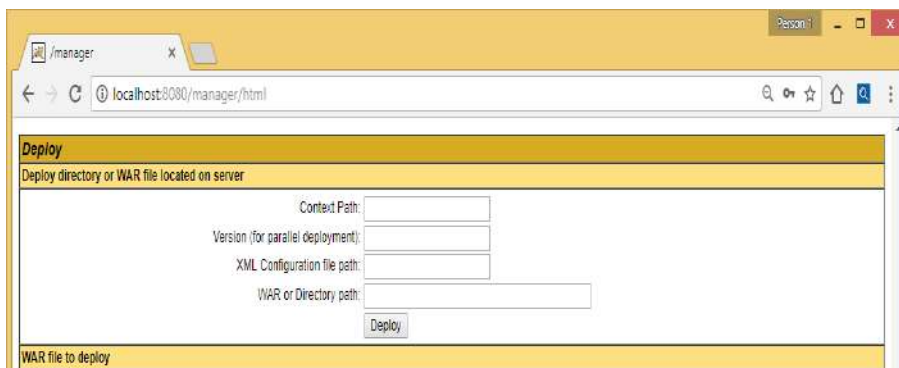 Person 1
/manager
localhost:8080/manager/html
Deploy
Deploy directory or WAR file located on server
Context Path:
Version (for parallel deployment):
XML Configuration file path:
WAR or Directory path:
Deploy
WAR file to deploy